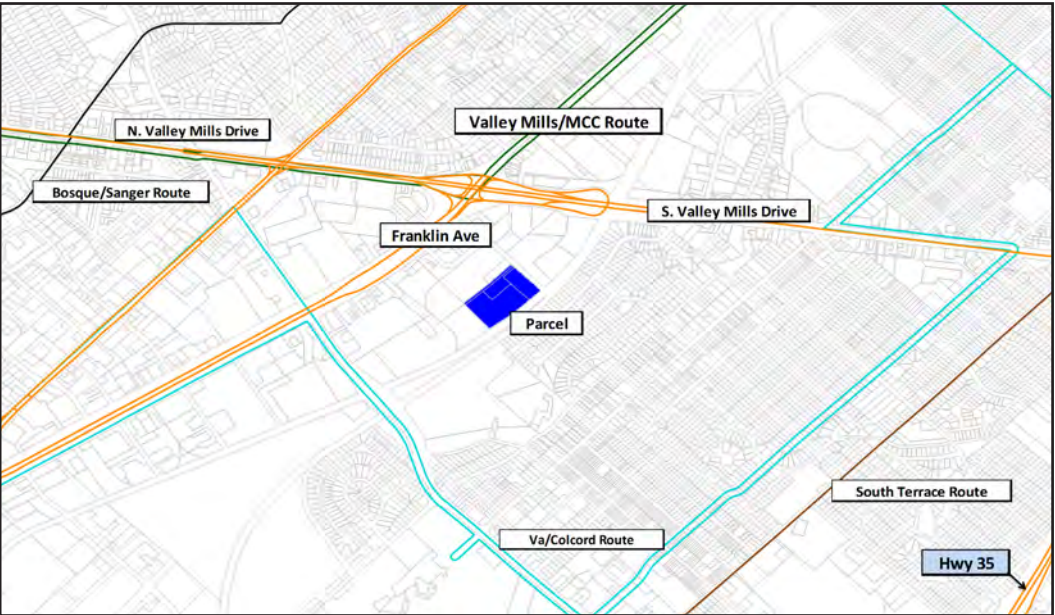 Valley Mills/MCC Route
N. Valley Mills Drive
Bosque/Sanger Route
S. Valley Mills Drive
Franklin Ave
Parcel
South Terrace Route
Va/Colcord Route
Hwy 35